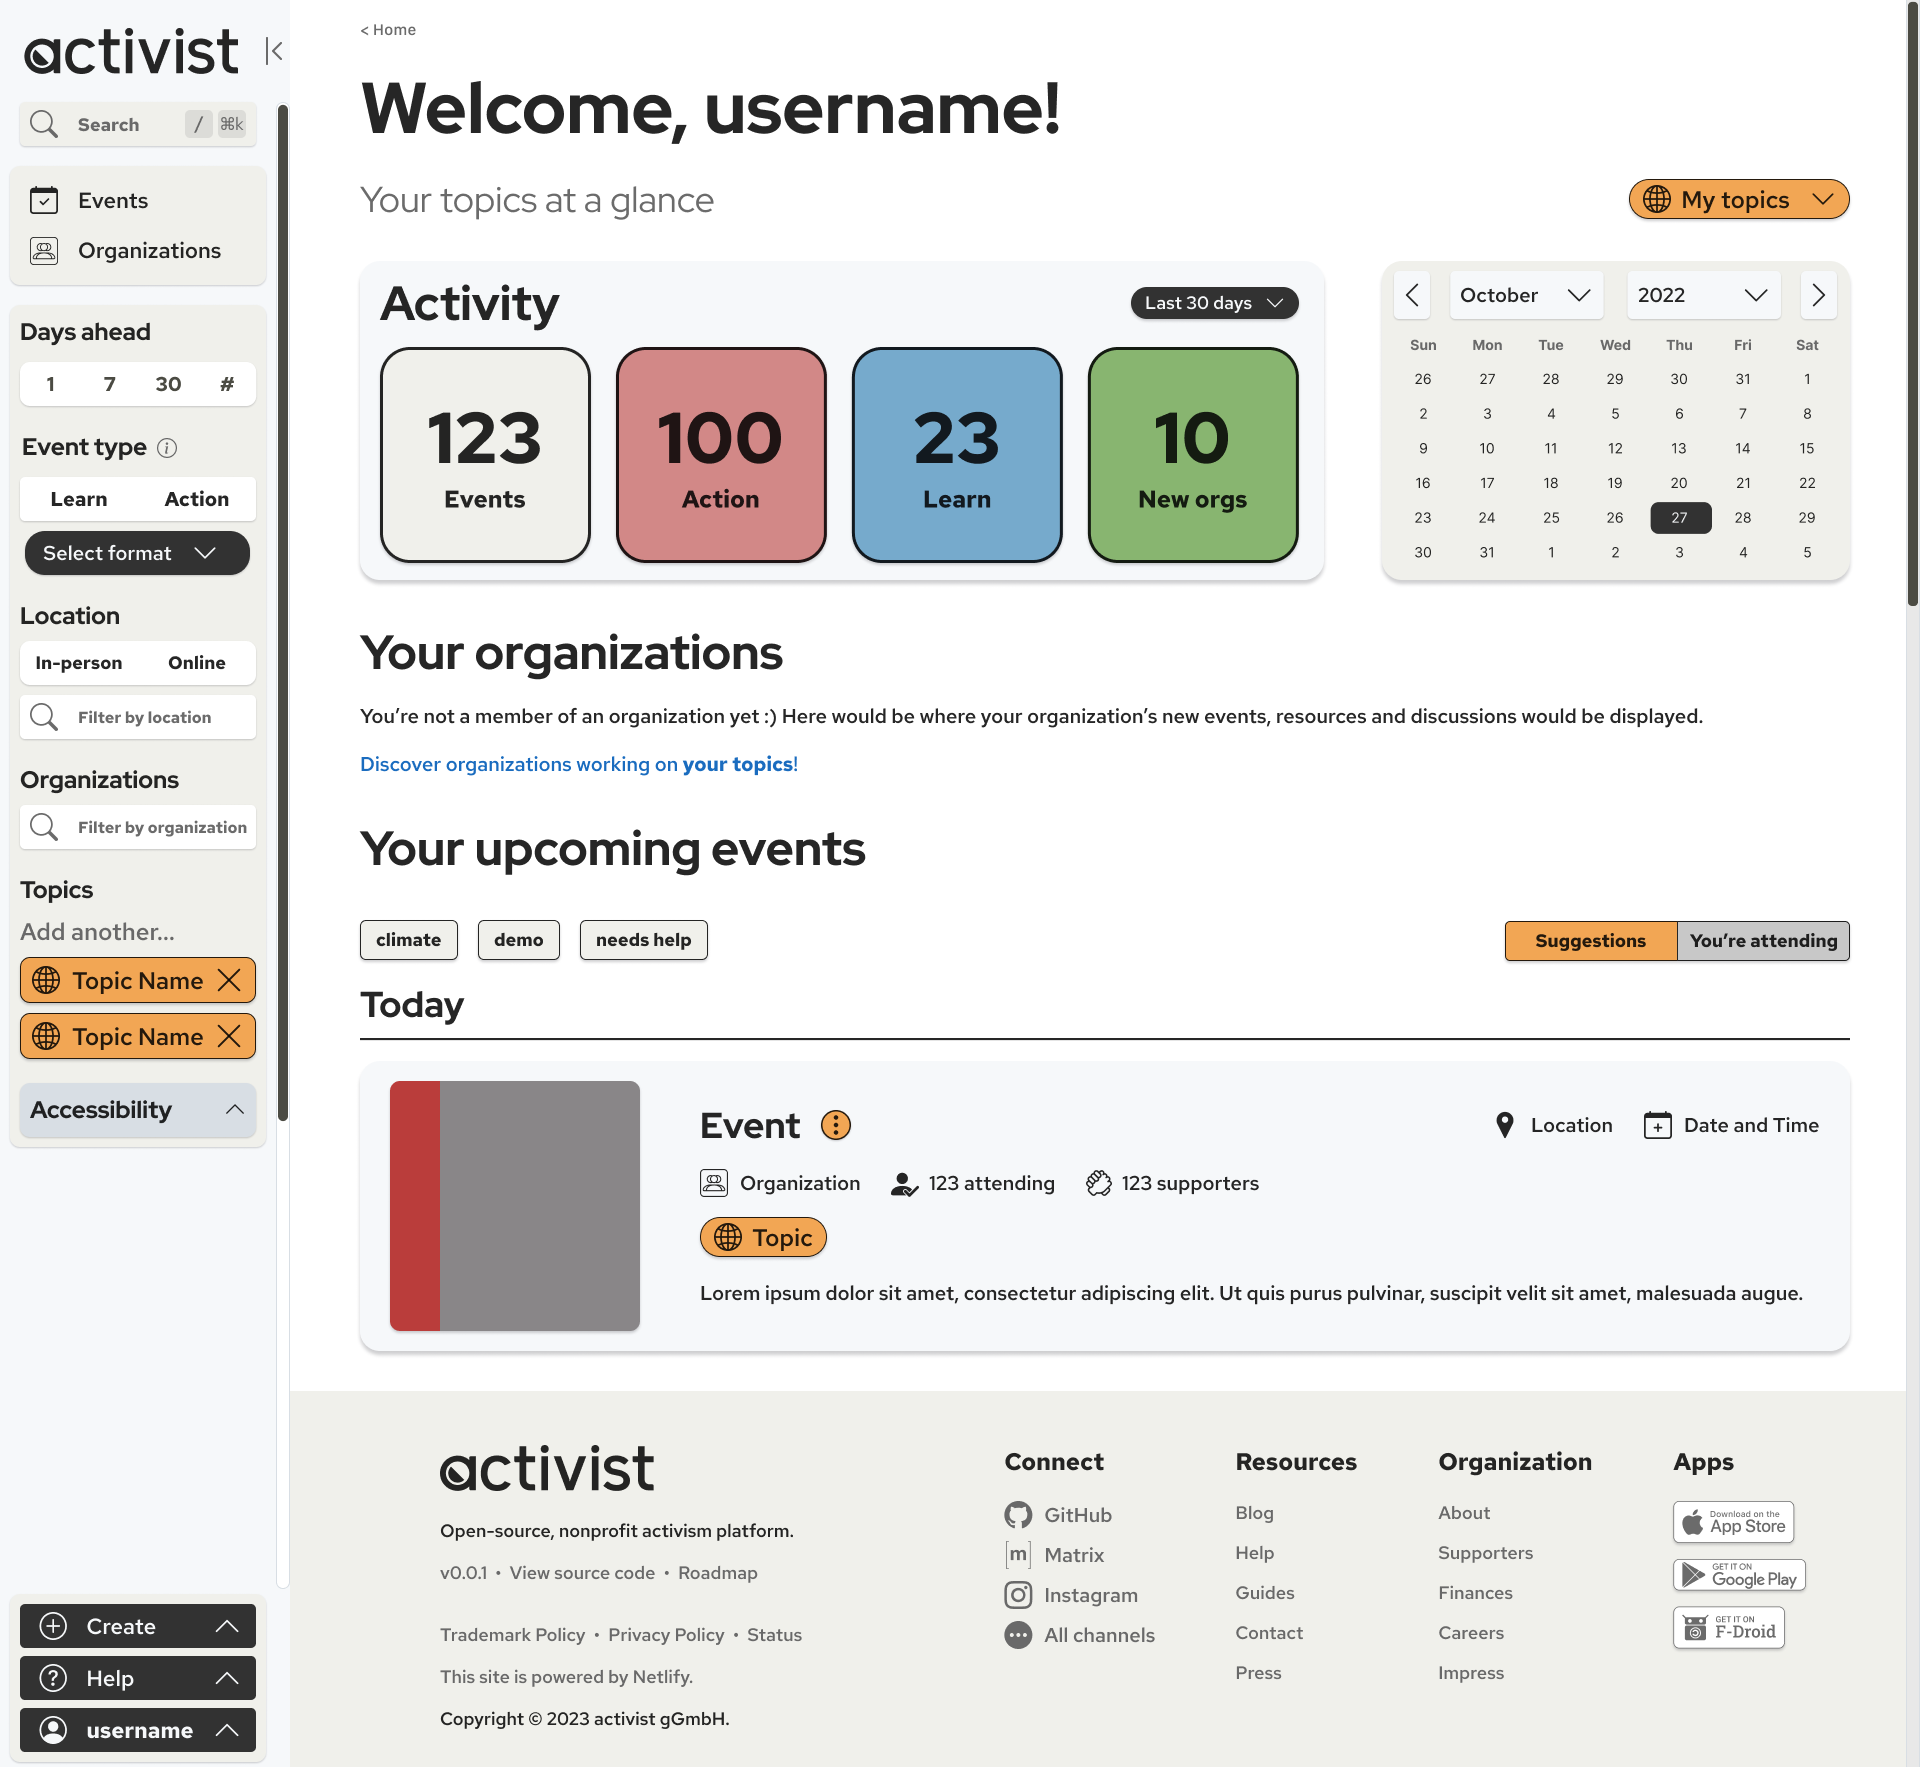 activist
Search / ⌘k
Events
Organizations
Days ahead
1 7 30 #
Event type i
Learn Action
Select format
Location
In-person Online
Filter by location
Organizations
Filter by organization
Topics
Add another...
Topic Name
Topic Name
Accessibility
Create
? Help
username
< Home
Welcome, username!
Your topics at a glance
My topics
Activity
Last 30 days
123
Events
100
Action
23
Learn
10
New orgs
October 2022
Sun Mon Tue Wed Thu Fri Sat
26 27 28 29 30 31 1
2 3 4 5 6 7 8
9 10 11 12 13 14 15
16 17 18 19 20 21 22
23 24 25 26 27 28 29
30 31 1 2 3 4 5
Your organizations
You’re not a member of an organization yet :) Here would be where your organization’s new events, resources and discussions would be displayed.
Discover organizations working on your topics!
Your upcoming events
climate demo needs help
Suggestions You’re attending
Today
Event
Location Date and Time
Organization 123 attending 123 supporters
Topic
Lorem ipsum dolor sit amet, consectetur adipiscing elit. Ut quis purus pulvinar, suscipit velit sit amet, malesuada augue.
activist
Open-source, nonprofit activism platform.
v0.0.1 • View source code • Roadmap
Trademark Policy • Privacy Policy • Status
This site is powered by Netlify.
Copyright © 2023 activist gGmbH.
Connect
GitHub
[m] Matrix
Instagram
All channels
Resources
Blog
Help
Guides
Contact
Press
Organization
About
Supporters
Finances
Careers
Impress
Apps
Download on the
App Store
GET IT ON
Google Play
GET IT ON
F-Droid